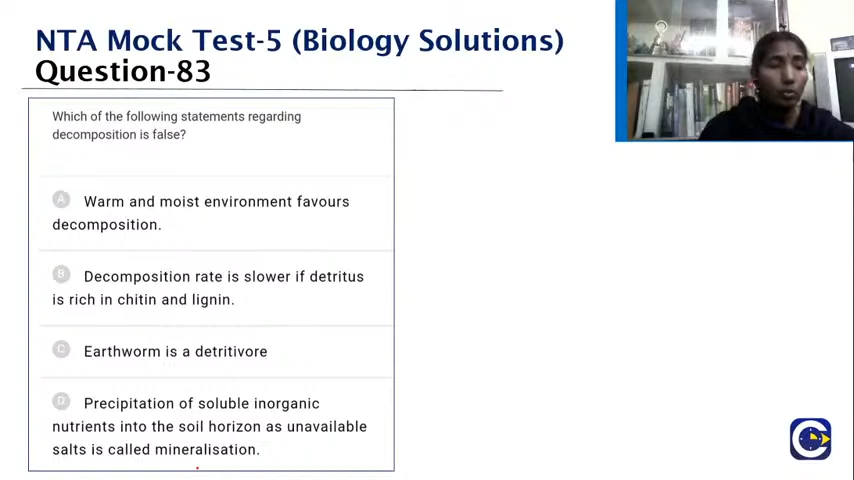 NTA Mock Test-5 (Biology Solutions)
Question-83
Which of the following statements regarding
decomposition is false?
A Warm and moist environment favours
decomposition.
B Decomposition rate is slower if detritus
is rich in chitin and lignin.
C Earthworm is a detritivore
D Precipitation of soluble inorganic
nutrients into the soil horizon as unavailable
salts is called mineralisation.